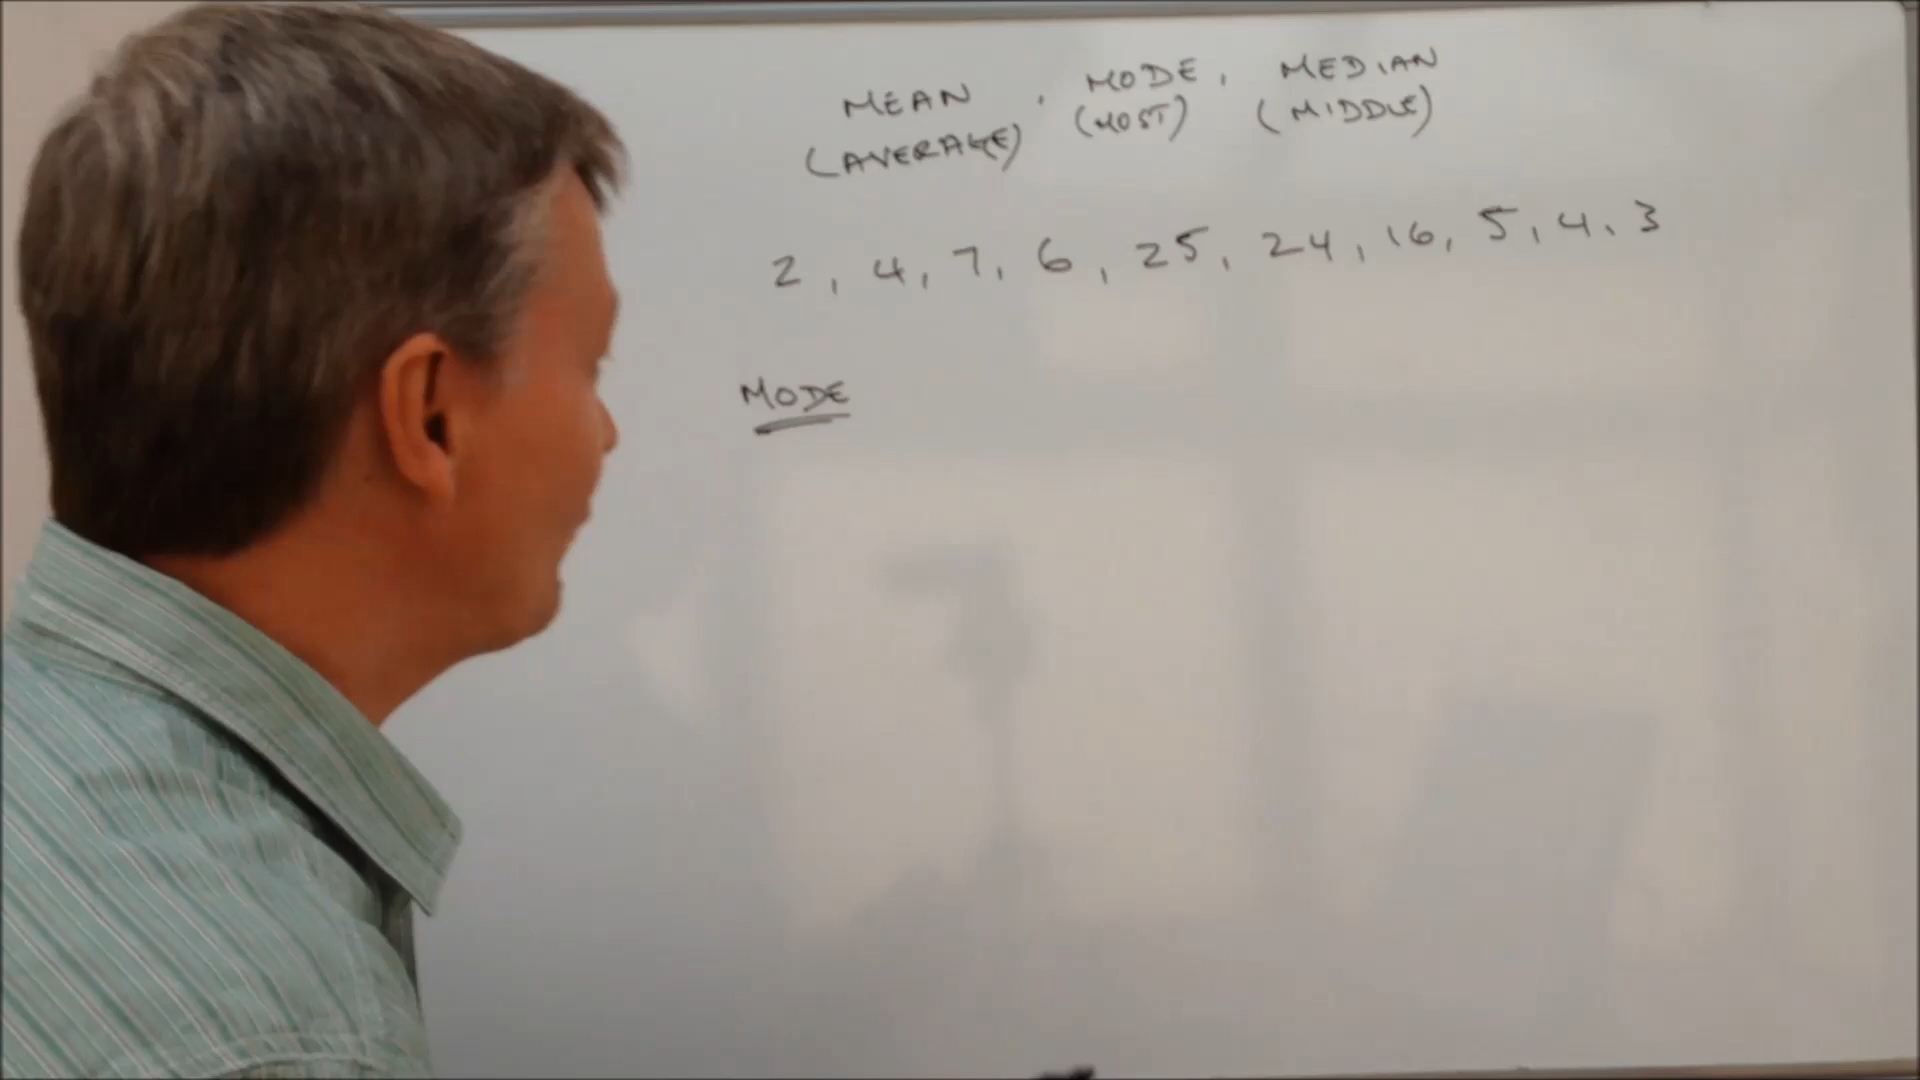 MEAN, MODE, MEDIAN
(AVERAGE) (MOST) (MIDDLE)
2, 4, 7, 6, 25, 24, 16, 5, 4, 3
MODE